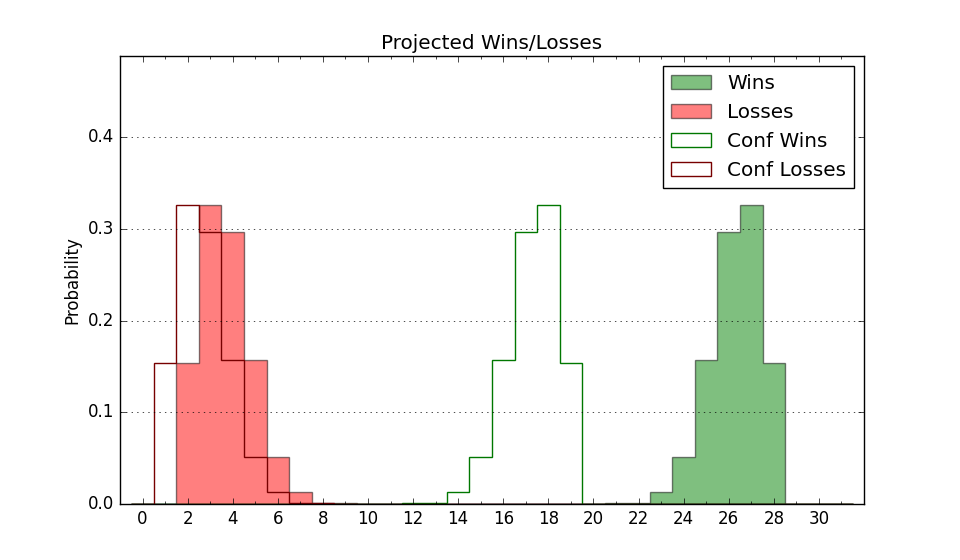 Projected Wins/Losses
Wins
Losses
Conf Wins
Conf Losses
Probability
0.4
0.3
0.2
0.1
0.0
0 2 4 6 8 10 12 14 16 18 20 22 24 26 28 30